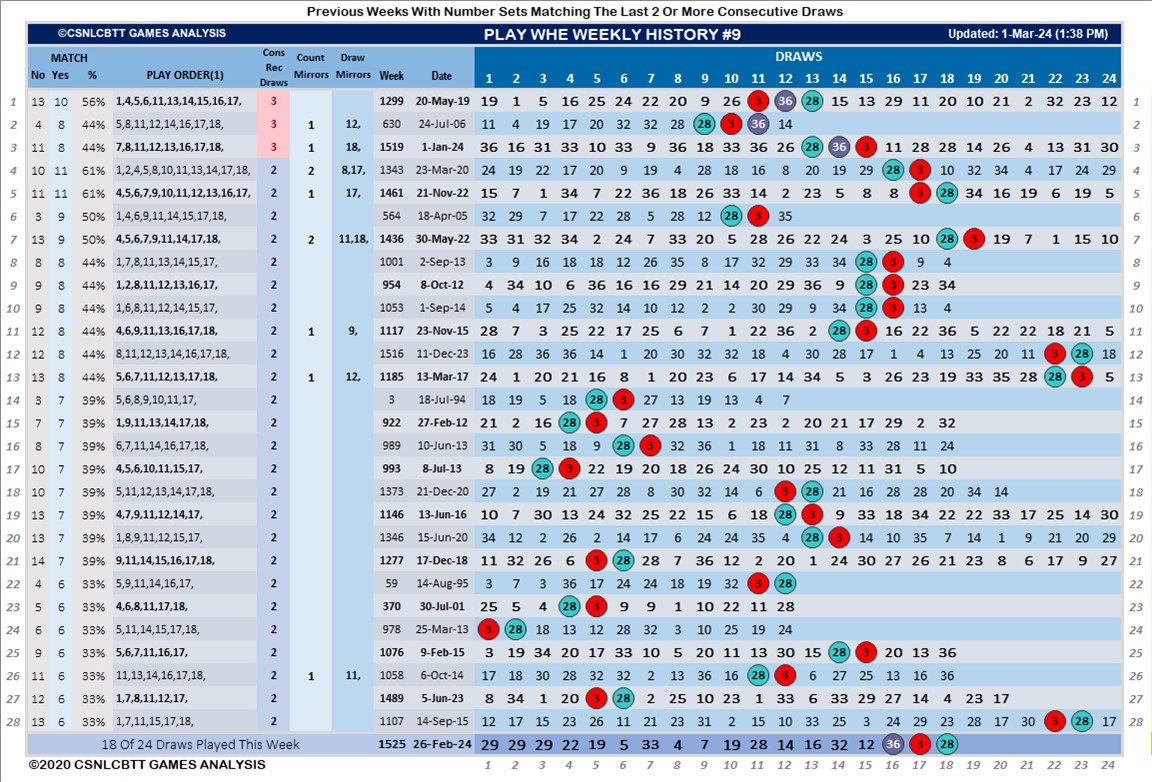 Previous Weeks With Number Sets Matching The Last 2 Or More Consecutive Draws
©CSNLCBTT GAMES ANALYSIS PLAY WHE WEEKLY HISTORY #9 Updated: 1-Mar-24 (1:38 PM)
MATCH Cons Rec Draws Count Mirrors Draw Mirrors DRAWS
No Yes % PLAY ORDER(1) Week Date 1 2 3 4 5 6 7 8 9 10 11 12 13 14 15 16 17 18 19 20 21 22 23 24
1 13 10 56% 1,4,5,6,11,13,14,15,16,17, 3 1299 20-May-19 19 1 5 16 25 24 22 20 9 26 3 36 28 15 13 29 11 20 10 21 2 32 23 12 1
2 4 8 44% 5,8,11,12,14,16,17,18, 3 1 12, 630 24-Jul-06 11 4 19 17 20 32 32 28 28 3 36 14 2
3 11 8 44% 7,8,11,12,13,16,17,18, 3 1 18, 1519 1-Jan-24 36 16 31 33 10 33 9 36 18 33 36 26 28 36 3 11 28 28 14 26 4 13 31 30 3
4 10 11 61% 1,2,4,5,8,10,11,13,14,17,18, 2 2 8,17, 1343 23-Mar-20 24 19 22 17 20 9 19 4 28 18 16 8 20 19 29 28 3 10 32 34 4 17 24 29 4
5 11 11 61% 4,5,6,7,9,10,11,12,13,16,17, 2 1 17, 1461 21-Nov-22 15 7 1 34 7 22 36 18 26 33 14 2 23 5 8 8 3 28 34 16 19 6 19 5 5
6 3 9 50% 1,4,6,9,11,14,15,17,18, 2 564 18-Apr-05 32 29 7 17 22 28 5 28 12 28 3 35 6
7 13 9 50% 4,5,6,7,9,11,14,17,18, 2 2 11,18, 1436 30-May-22 33 31 32 34 2 24 7 33 20 5 28 26 22 24 3 25 10 28 3 19 7 1 15 10 7
8 8 8 44% 1,7,8,11,13,14,15,17, 2 1001 2-Sep-13 3 9 16 18 18 12 26 35 8 17 32 29 33 34 28 3 9 4 8
9 9 8 44% 1,2,8,11,12,13,16,17, 2 954 8-Oct-12 4 34 10 6 36 16 16 29 21 14 20 29 36 9 28 3 23 34 9
10 9 8 44% 1,6,8,11,12,14,15,17, 2 1053 1-Sep-14 5 4 17 25 32 14 10 12 2 2 30 29 9 34 28 3 13 4 10
11 12 8 44% 4,6,9,11,13,16,17,18, 2 1 9, 1117 23-Nov-15 28 7 3 25 22 17 25 6 7 1 22 36 2 28 3 16 22 36 5 22 22 18 21 5 11
12 12 8 44% 8,11,12,13,14,16,17,18, 2 1516 11-Dec-23 16 28 36 36 14 1 20 30 32 32 18 4 30 28 17 1 4 13 25 20 11 3 28 18 12
13 13 8 44% 5,6,7,11,12,13,17,18, 2 1 12, 1185 13-Mar-17 24 1 20 21 16 8 1 20 23 6 17 14 34 5 3 26 23 19 33 35 28 28 3 5 13
14 3 7 39% 5,6,8,9,10,11,17, 2 3 18-Jul-94 18 19 5 18 28 3 27 13 19 13 4 7 14
15 7 7 39% 1,9,11,13,14,17,18, 2 922 27-Feb-12 21 2 16 28 3 7 27 28 13 2 23 2 20 21 17 29 2 32 15
16 8 7 39% 6,7,11,14,16,17,18, 2 989 10-Jun-13 31 30 5 18 9 28 3 32 36 1 18 11 31 8 33 28 11 24 16
17 10 7 39% 4,5,6,10,11,15,17, 2 993 8-Jul-13 8 19 28 3 22 19 20 18 26 24 30 10 25 12 11 31 5 10 17
18 10 7 39% 5,11,12,13,14,17,18, 2 1373 21-Dec-20 27 2 19 21 27 28 8 30 32 14 6 3 28 21 16 28 28 20 34 14 18
19 13 7 39% 4,7,9,11,12,14,17, 2 1146 13-Jun-16 10 7 30 13 24 32 25 22 15 6 18 28 3 9 33 18 34 22 22 33 17 25 14 30 19
20 13 7 39% 1,8,9,11,12,15,17, 2 1346 15-Jun-20 34 12 2 26 2 14 17 6 24 24 35 4 28 3 14 10 35 7 14 1 9 21 20 29 20
21 14 7 39% 9,11,14,15,16,17,18, 2 1277 17-Dec-18 11 32 26 6 3 28 28 7 36 12 2 20 1 24 15 30 27 26 21 23 8 6 17 9 27 21
22 4 6 33% 5,9,11,14,16,17, 2 59 14-Aug-95 3 7 3 36 17 24 24 18 19 32 3 28 22
23 5 6 33% 4,6,8,11,17,18, 2 370 30-Jul-01 25 5 4 28 3 9 9 1 10 22 11 28 23
24 6 6 33% 5,11,14,15,17,18, 2 978 25-Mar-13 3 28 18 13 12 28 32 3 10 25 19 24 24
25 9 6 33% 5,6,7,11,16,17, 2 1076 9-Feb-15 3 19 34 20 17 33 10 5 20 11 13 30 15 28 3 20 13 36 25
26 11 6 33% 11,13,14,16,17,18, 2 1 11, 1058 6-Oct-14 17 18 30 28 32 32 2 13 36 16 28 3 6 27 25 13 16 36 26
27 12 6 33% 1,7,8,11,12,17, 2 1489 5-Jun-23 8 34 1 20 3 28 2 25 10 23 1 33 6 33 29 27 14 4 23 17 27
28 13 6 33% 1,7,11,15,17,18, 2 1107 14-Sep-15 12 17 15 23 26 11 21 23 31 2 15 10 33 25 3 24 29 23 28 17 30 3 28 17 28
18 Of 24 Draws Played This Week 1525 26-Feb-24 29 29 29 22 19 5 33 4 7 19 28 14 16 32 12 36 3 28
©2020 CSNLCBTT GAMES ANALYSIS 1 2 3 4 5 6 7 8 9 10 11 12 13 14 15 16 17 18 19 20 21 22 23 24